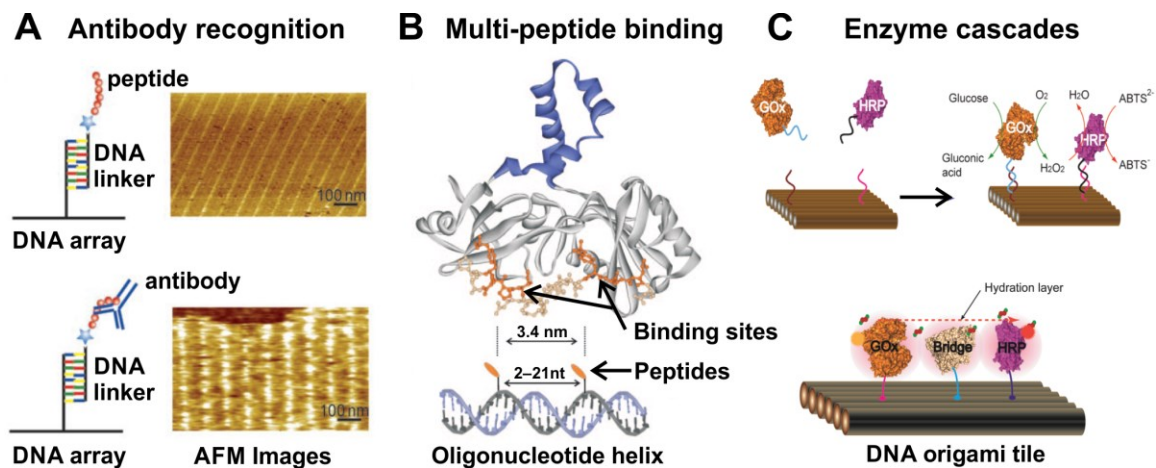 A Antibody recognition
peptide
DNA
linker
100 nm
DNA array
antibody
DNA
linker
100 nm
DNA array
AFM Images
B Multi-peptide binding
Binding sites
3.4 nm
2–21nt
Peptides
Oligonucleotide helix
C Enzyme cascades
GOx
HRP
Glucose
O₂
H₂O
ABTS²⁻
GOx
HRP
Gluconic
acid
H₂O₂
ABTS⁻
Hydration layer
GOx
Bridge
HRP
DNA origami tile